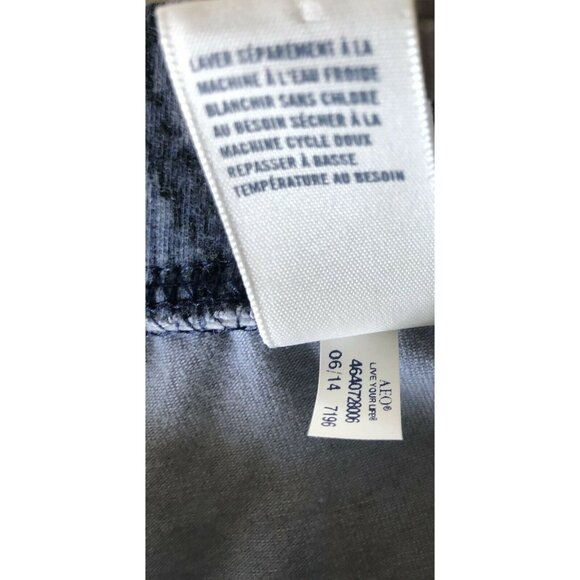 LAVER SÉPARÉMENT À LA
MACHINE À L'EAU FROIDE
BLANCHIR SANS CHLORE
AU BESOIN SÉCHER À LA
MACHINE CYCLE DOUX
REPASSER À BASSE
TEMPÉRATURE AU BESOIN
AEO®
LIVE YOUR LIFE®
4640728006
06/14 7196